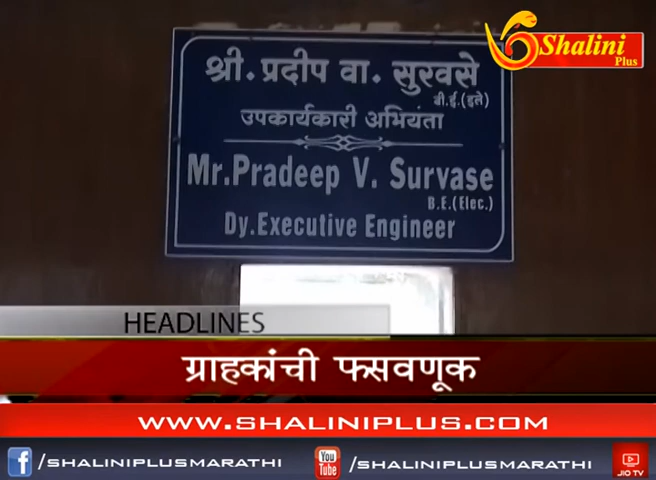 Shalini
Plus
श्री. प्रदीप वा. सुरवसे
बी.ई.(इले)
उपकार्यकारी अभियंता
Mr.Pradeep V. Survase
B.E.(Elec.)
Dy.Executive Engineer
HEADLINES
ग्राहकांची फसवणूक
WWW.SHALINIPLUS.COM
/SHALINIPLUSMARATHI
You
Tube
/SHALINIPLUSMARATHI
JIO TV